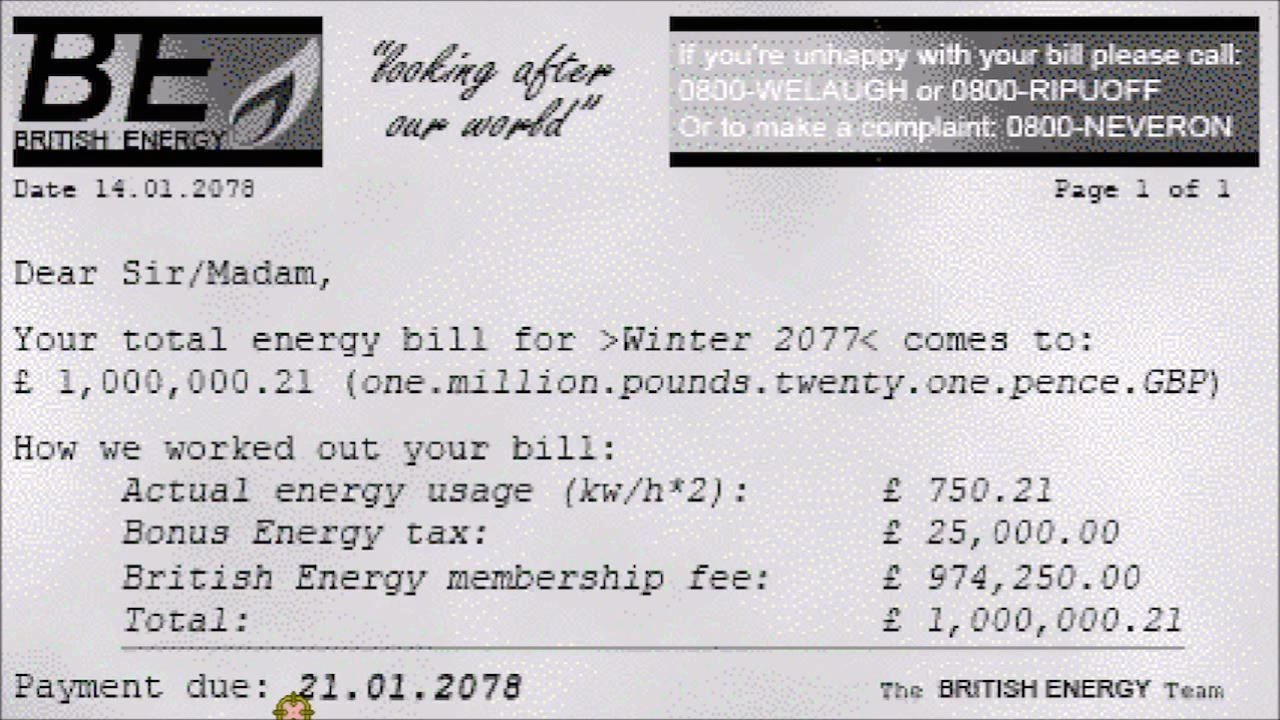 BE
BRITISH ENERGY
"looking after
our world"
If you're unhappy with your bill please call:
0800-WELAUGH or 0800-RIPUOFF
Or to make a complaint: 0800-NEVERON
Date 14.01.2078
Page 1 of 1
Dear Sir/Madam,
Your total energy bill for >Winter 2077< comes to:
£ 1,000,000.21 (one.million.pounds.twenty.one.pence.GBP)
How we worked out your bill:
Actual energy usage (kw/h*2): £ 750.21
Bonus Energy tax: £ 25,000.00
British Energy membership fee: £ 974,250.00
Total: £ 1,000,000.21
Payment due: 21.01.2078
The BRITISH ENERGY Team